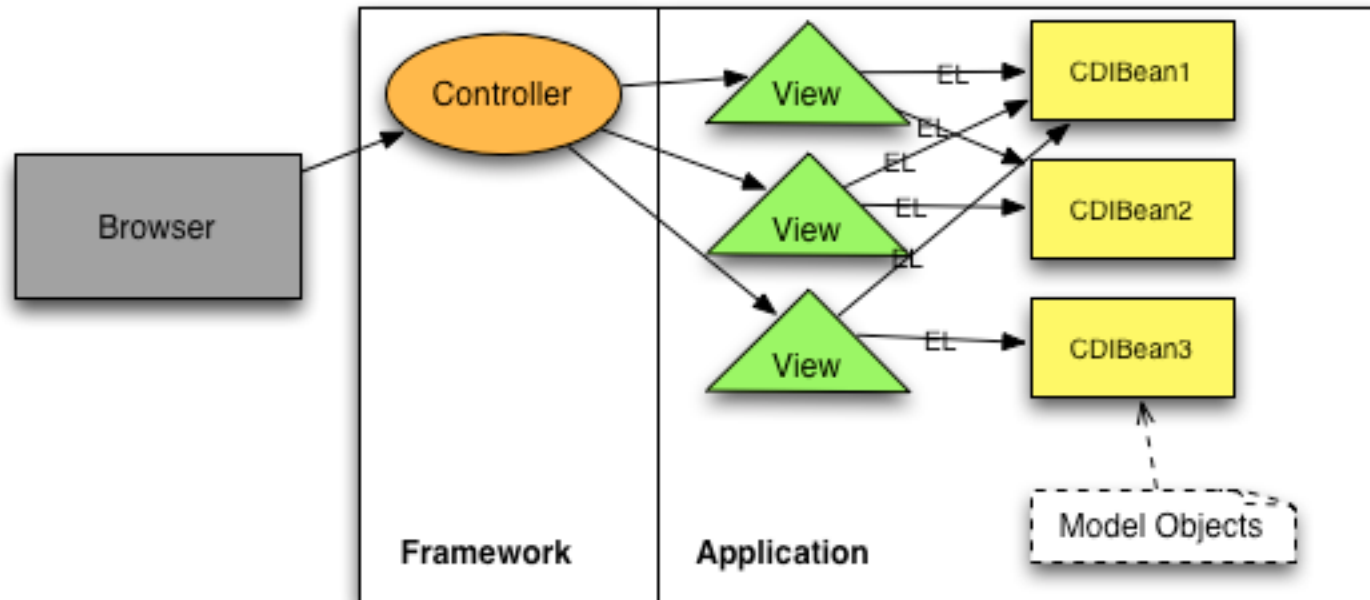 Controller
Browser
View
View
View
EL
EL
EL
EL
EL
EL
CDIBean1
CDIBean2
CDIBean3
Model Objects
Framework
Application